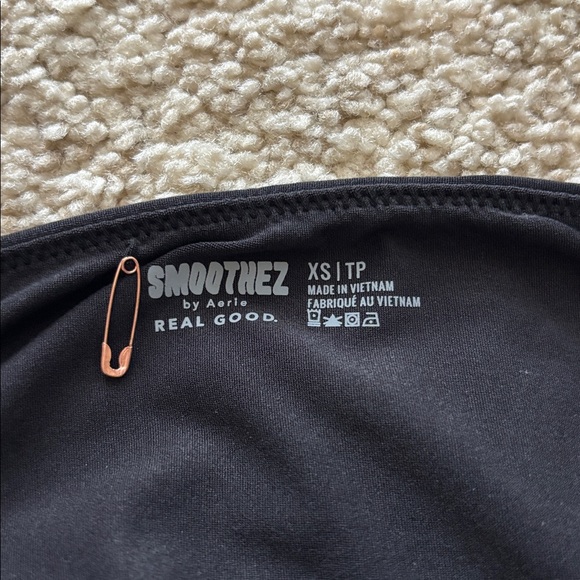 SMOOTHEZ
by Aerie
REAL GOOD.
XS | TP
MADE IN VIETNAM
FABRIQUÉ AU VIETNAM